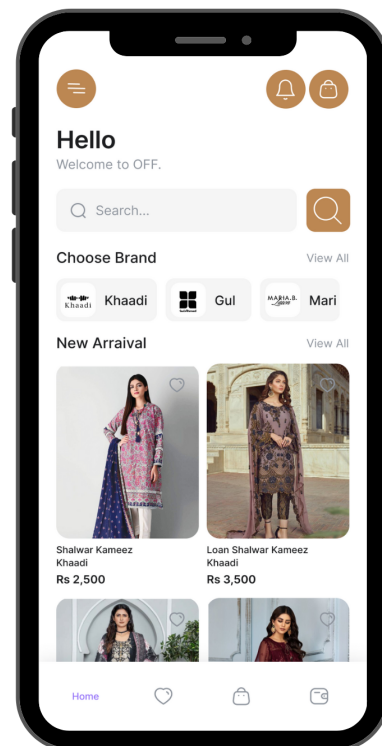 Hello
Welcome to OFF.
Search...
Choose Brand View All
Khaadi Khaadi Gul MARIA.B. Mari
New Arraival View All
Shalwar Kameez Loan Shalwar Kameez
Khaadi Khaadi
Rs 2,500 Rs 3,500
Home